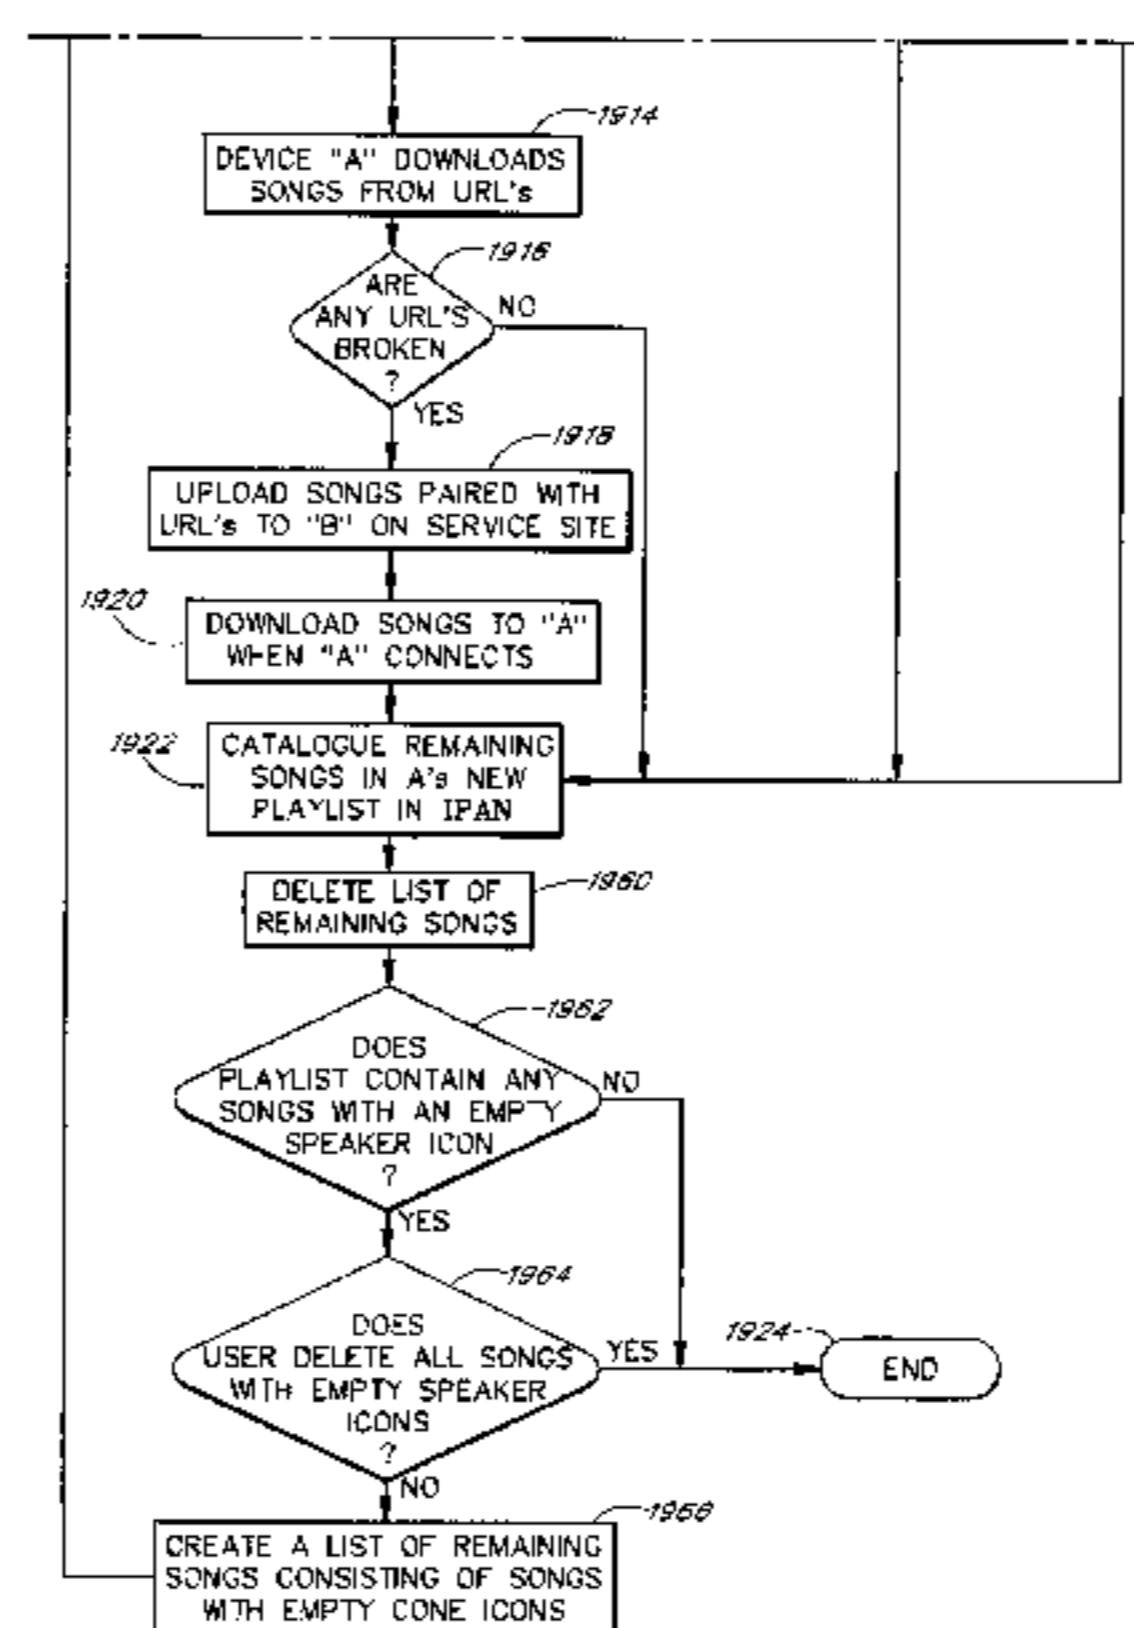 1914
DEVICE "A" DOWNLOADS
SONGS FROM URL's
1916
ARE
ANY URL'S
BROKEN
?
NO
YES
1918
UPLOAD SONGS PAIRED WITH
URL's TO "B" ON SERVICE SITE
1920
DOWNLOAD SONGS TO "A"
WHEN "A" CONNECTS
1922
CATALOGUE REMAINING
SONGS IN A's NEW
PLAYLIST IN IPAN
1960
DELETE LIST OF
REMAINING SONGS
1962
DOES
PLAYLIST CONTAIN ANY
SONGS WITH AN EMPTY
SPEAKER ICON
?
NO
YES
1964
DOES
USER DELETE ALL SONGS
WITH EMPTY SPEAKER
ICONS
?
YES
1924
END
NO
1966
CREATE A LIST OF REMAINING
SONGS CONSISTING OF SONGS
WITH EMPTY CONE ICONS